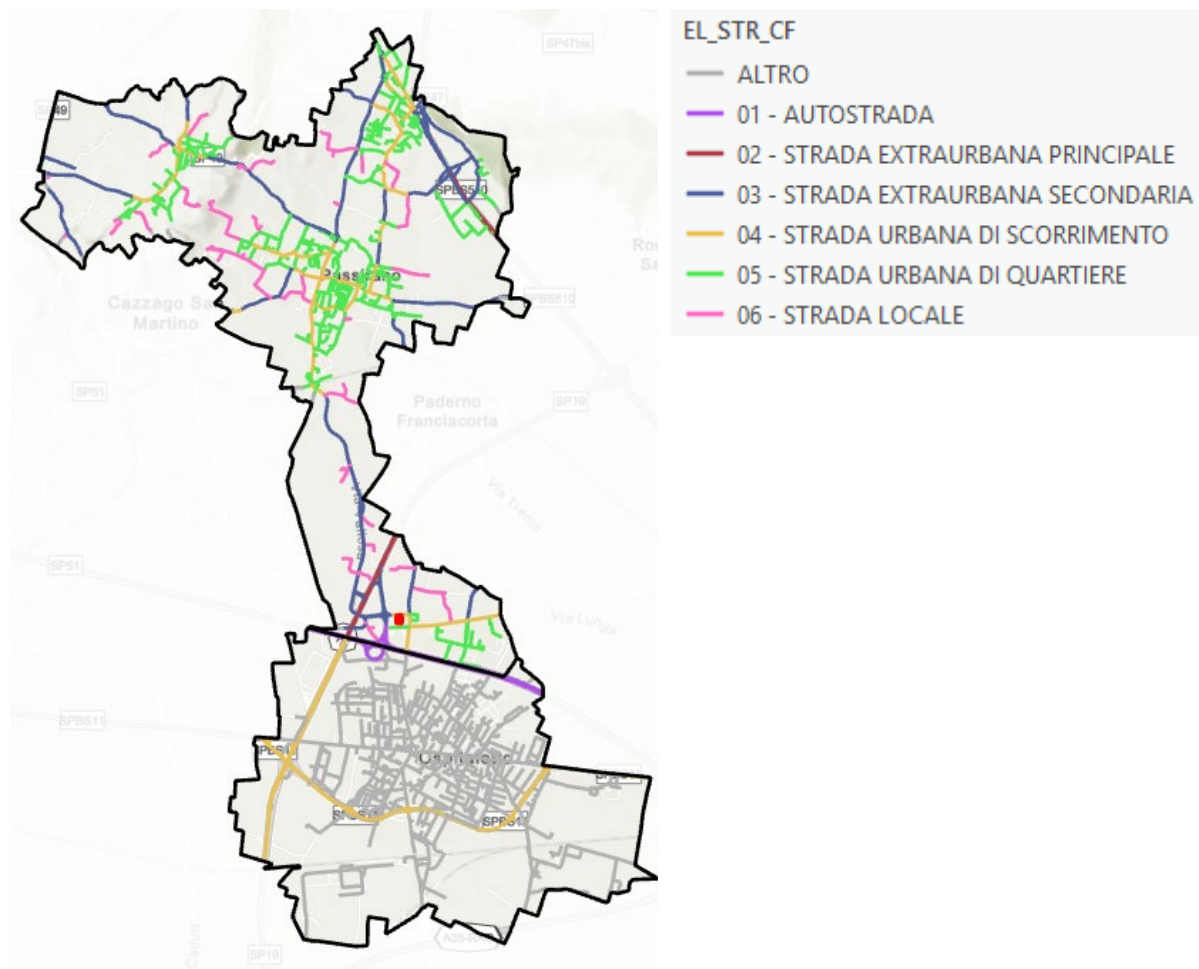 EL_STR_CF
ALTRO
01 - AUTOSTRADA
02 - STRADA EXTRAURBANA PRINCIPALE
03 - STRADA EXTRAURBANA SECONDARIA
04 - STRADA URBANA DI SCORRIMENTO
05 - STRADA URBANA DI QUARTIERE
06 - STRADA LOCALE
SP47bis
SPBS510
Cazzago Sa
Martino
PBS510
SP51
SP19
Paderno
Franciacorta
Via Trento
SP51
Via Lunga
SPBS11
SP19